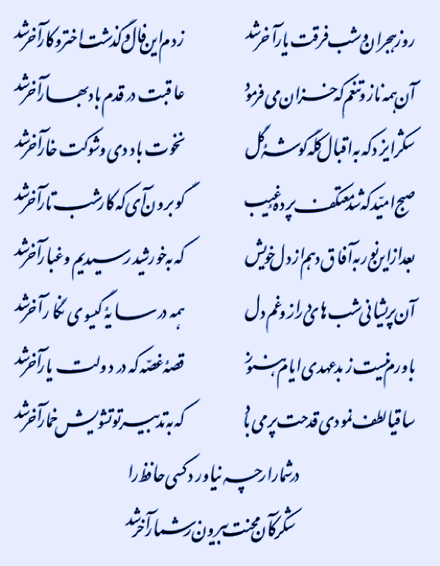 روز هجران و شب فرقت یار آخر شد زدم این فال و گذشت اختر و کار آخر شد
آن همه ناز و تنعم که خزان می فرمود عاقبت در قدم باد بهار آخر شد
شکر ایزد که به اقبال کله گوشه گل نخوت باد دی و شوکت خار آخر شد
صبح امید که شد معتکف پرده غیب گو برون آی که کار شب تار آخر شد
بعد از این نور به آفاق دهم از دل خویش که به خورشید رسیدیم و غبار آخر شد
آن پریشانی شب های دراز و غم دل همه در سایه گیسوی نگار آخر شد
باورم نیست ز بدعهدی ایام هنوز قصه غصه که در دولت یار آخر شد
ساقیا لطف نمودی قدحت پر می باد که به تدبیر تو تشویش خمار آخر شد
در شمار ار چه نیاورد کسی حافظ را
شکر کآن محنت بیرون ز شمار آخر شد